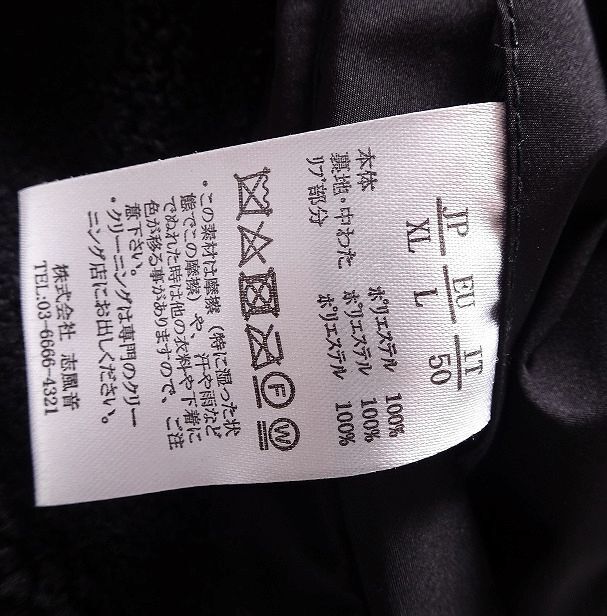 JP EU IT
XL L 50
本体 ポリエステル 100%
裏地・中わた ポリエステル 100%
リブ部分 ポリエステル 100%
F W
・この素材は摩擦（特に湿った状
態でこの摩擦）や、汗や雨など
でぬれた時は他の衣料や下着に
色が移る事がありますので、ご注
意下さい。
・クリーニングは専門のクリー
ニング店にお出しください。
株式会社 志風音
TEL.03-6666-4321